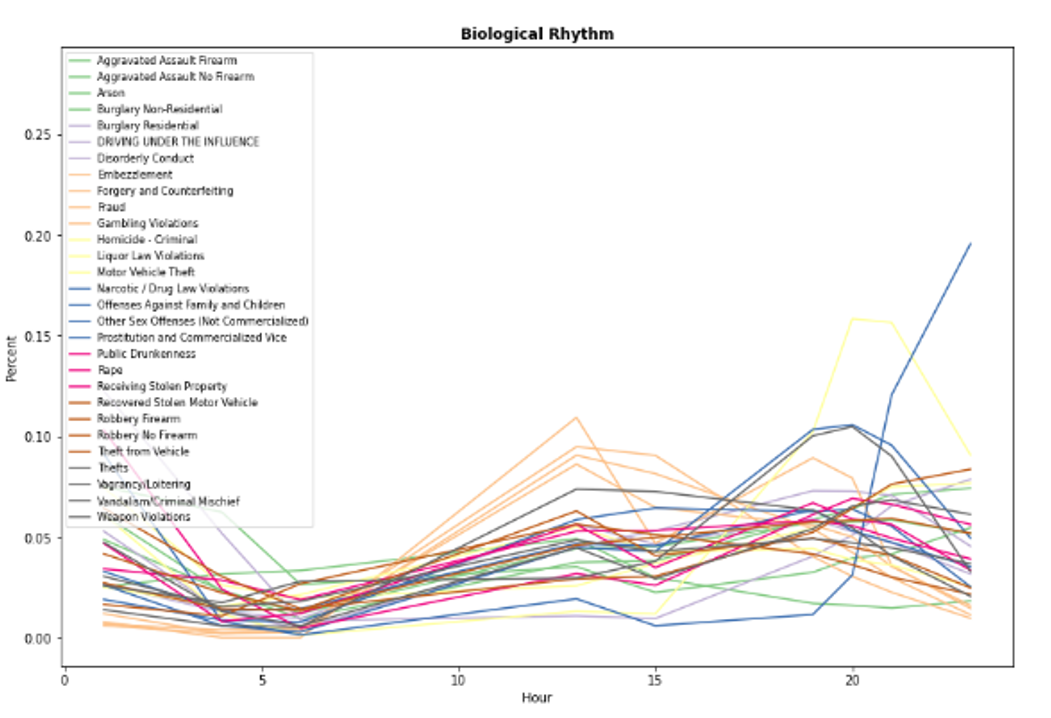 Biological Rhythm
Aggravated Assault Firearm
Aggravated Assault No Firearm
Arson
Burglary Non-Residential
Burglary Residential
DRIVING UNDER THE INFLUENCE
Disorderly Conduct
Embezzlement
Forgery and Counterfeiting
Fraud
Gambling Violations
Homicide - Criminal
Liquor Law Violations
Motor Vehicle Theft
Narcotic / Drug Law Violations
Offenses Against Family and Children
Other Sex Offenses (Not Commercialized)
Prostitution and Commercialized Vice
Public Drunkenness
Rape
Receiving Stolen Property
Recovered Stolen Motor Vehicle
Robbery Firearm
Robbery No Firearm
Theft from Vehicle
Thefts
Vagrancy/Loitering
Vandalism/Criminal Mischief
Weapon Violations
0.25
0.20
0.15
0.10
0.05
0.00
Percent
0 5 10 15 20
Hour